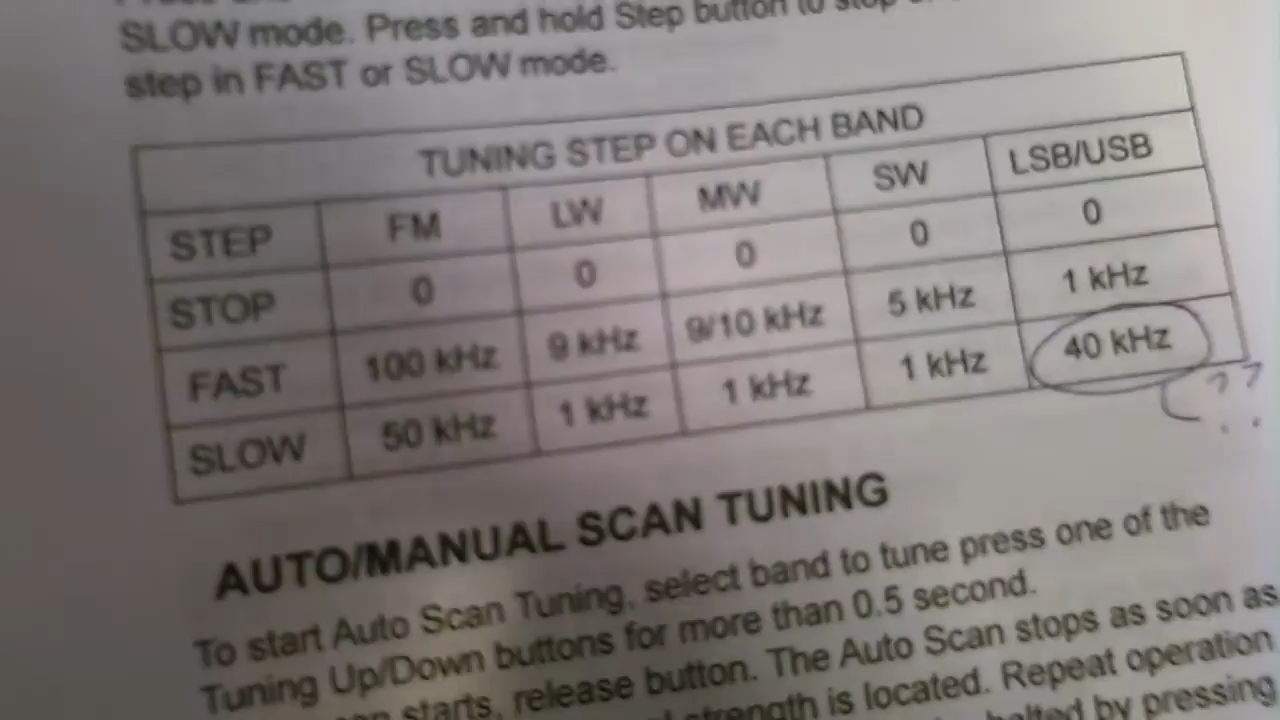 SLOW mode. Press and hold Step button to stop
step in FAST or SLOW mode.
TUNING STEP ON EACH BAND
STEP FM LW MW SW LSB/USB
STOP 0 0 0 0 0
FAST 100 kHz 9 kHz 9/10 kHz 5 kHz 1 kHz
SLOW 50 kHz 1 kHz 1 kHz 1 kHz 40 kHz
??
AUTO/MANUAL SCAN TUNING
To start Auto Scan Tuning, select band to tune press one of the
Tuning Up/Down buttons for more than 0.5 second.
starts, release button. The Auto Scan stops as soon as
strength is located. Repeat operation
halted by pressing